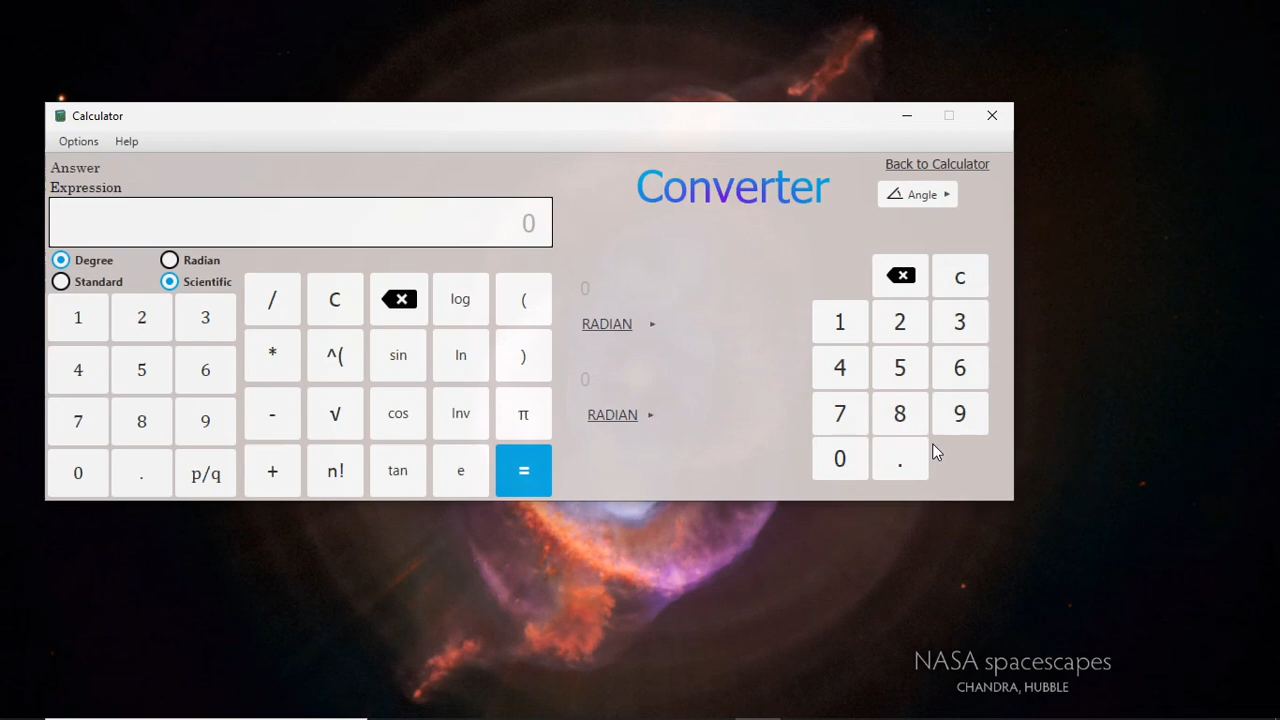 Calculator
Options Help
Answer
Expression
0
Degree Radian
Standard Scientific
1 2 3
4 5 6
7 8 9
0 . p/q
/ C log (
* ^( sin ln )
- √ cos Inv π
+ n! tan e =
Converter
Back to Calculator
Angle
0
RADIAN
0
RADIAN
c
1 2 3
4 5 6
7 8 9
0 .
NASA spacescapes
CHANDRA, HUBBLE